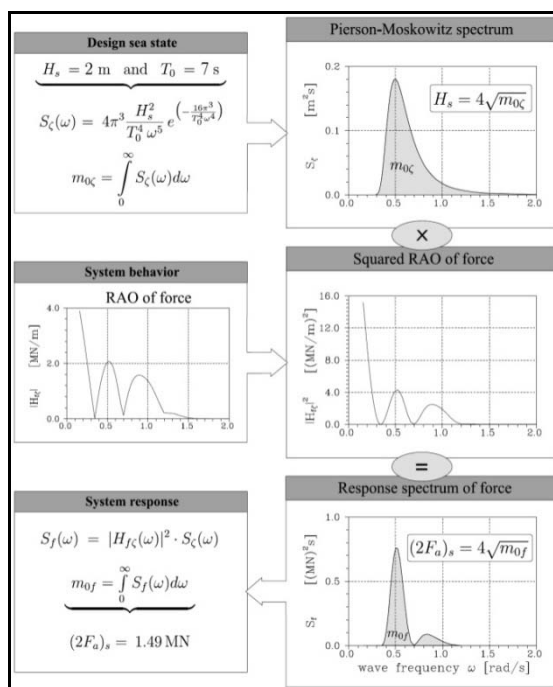 Design sea state
H_s = 2 m and T_0 = 7 s
S_ζ(ω) = 4π³ H_s² / (T_0⁴ ω⁵) e^(−16π³ / (T_0⁴ω⁴))
m_0ζ = ∫_0^∞ S_ζ(ω)dω
Pierson-Moskowitz spectrum
[m²s]
S_ζ
0.2
0.1
0.0
H_s = 4√m_0ζ
m_0ζ
0.0 0.5 1.0 1.5 2.0
×
System behavior
RAO of force
[MN/m]
|H_fζ|
4.0
2.0
0.0
0.0 0.5 1.0 1.5 2.0
Squared RAO of force
[(MN/m)²]
|H_fζ|²
16.0
12.0
8.0
4.0
0.0
0.0 0.5 1.0 1.5 2.0
=
System response
S_f(ω) = |H_fζ(ω)|² · S_ζ(ω)
m_0f = ∫_0^∞ S_f(ω)dω
(2F_a)_s = 1.49 MN
Response spectrum of force
[(MN)²s]
S_f
1.0
0.5
0.0
(2F_a)_s = 4√m_0f
m_0f
0.0 0.5 1.0 1.5 2.0
wave frequency ω [rad/s]